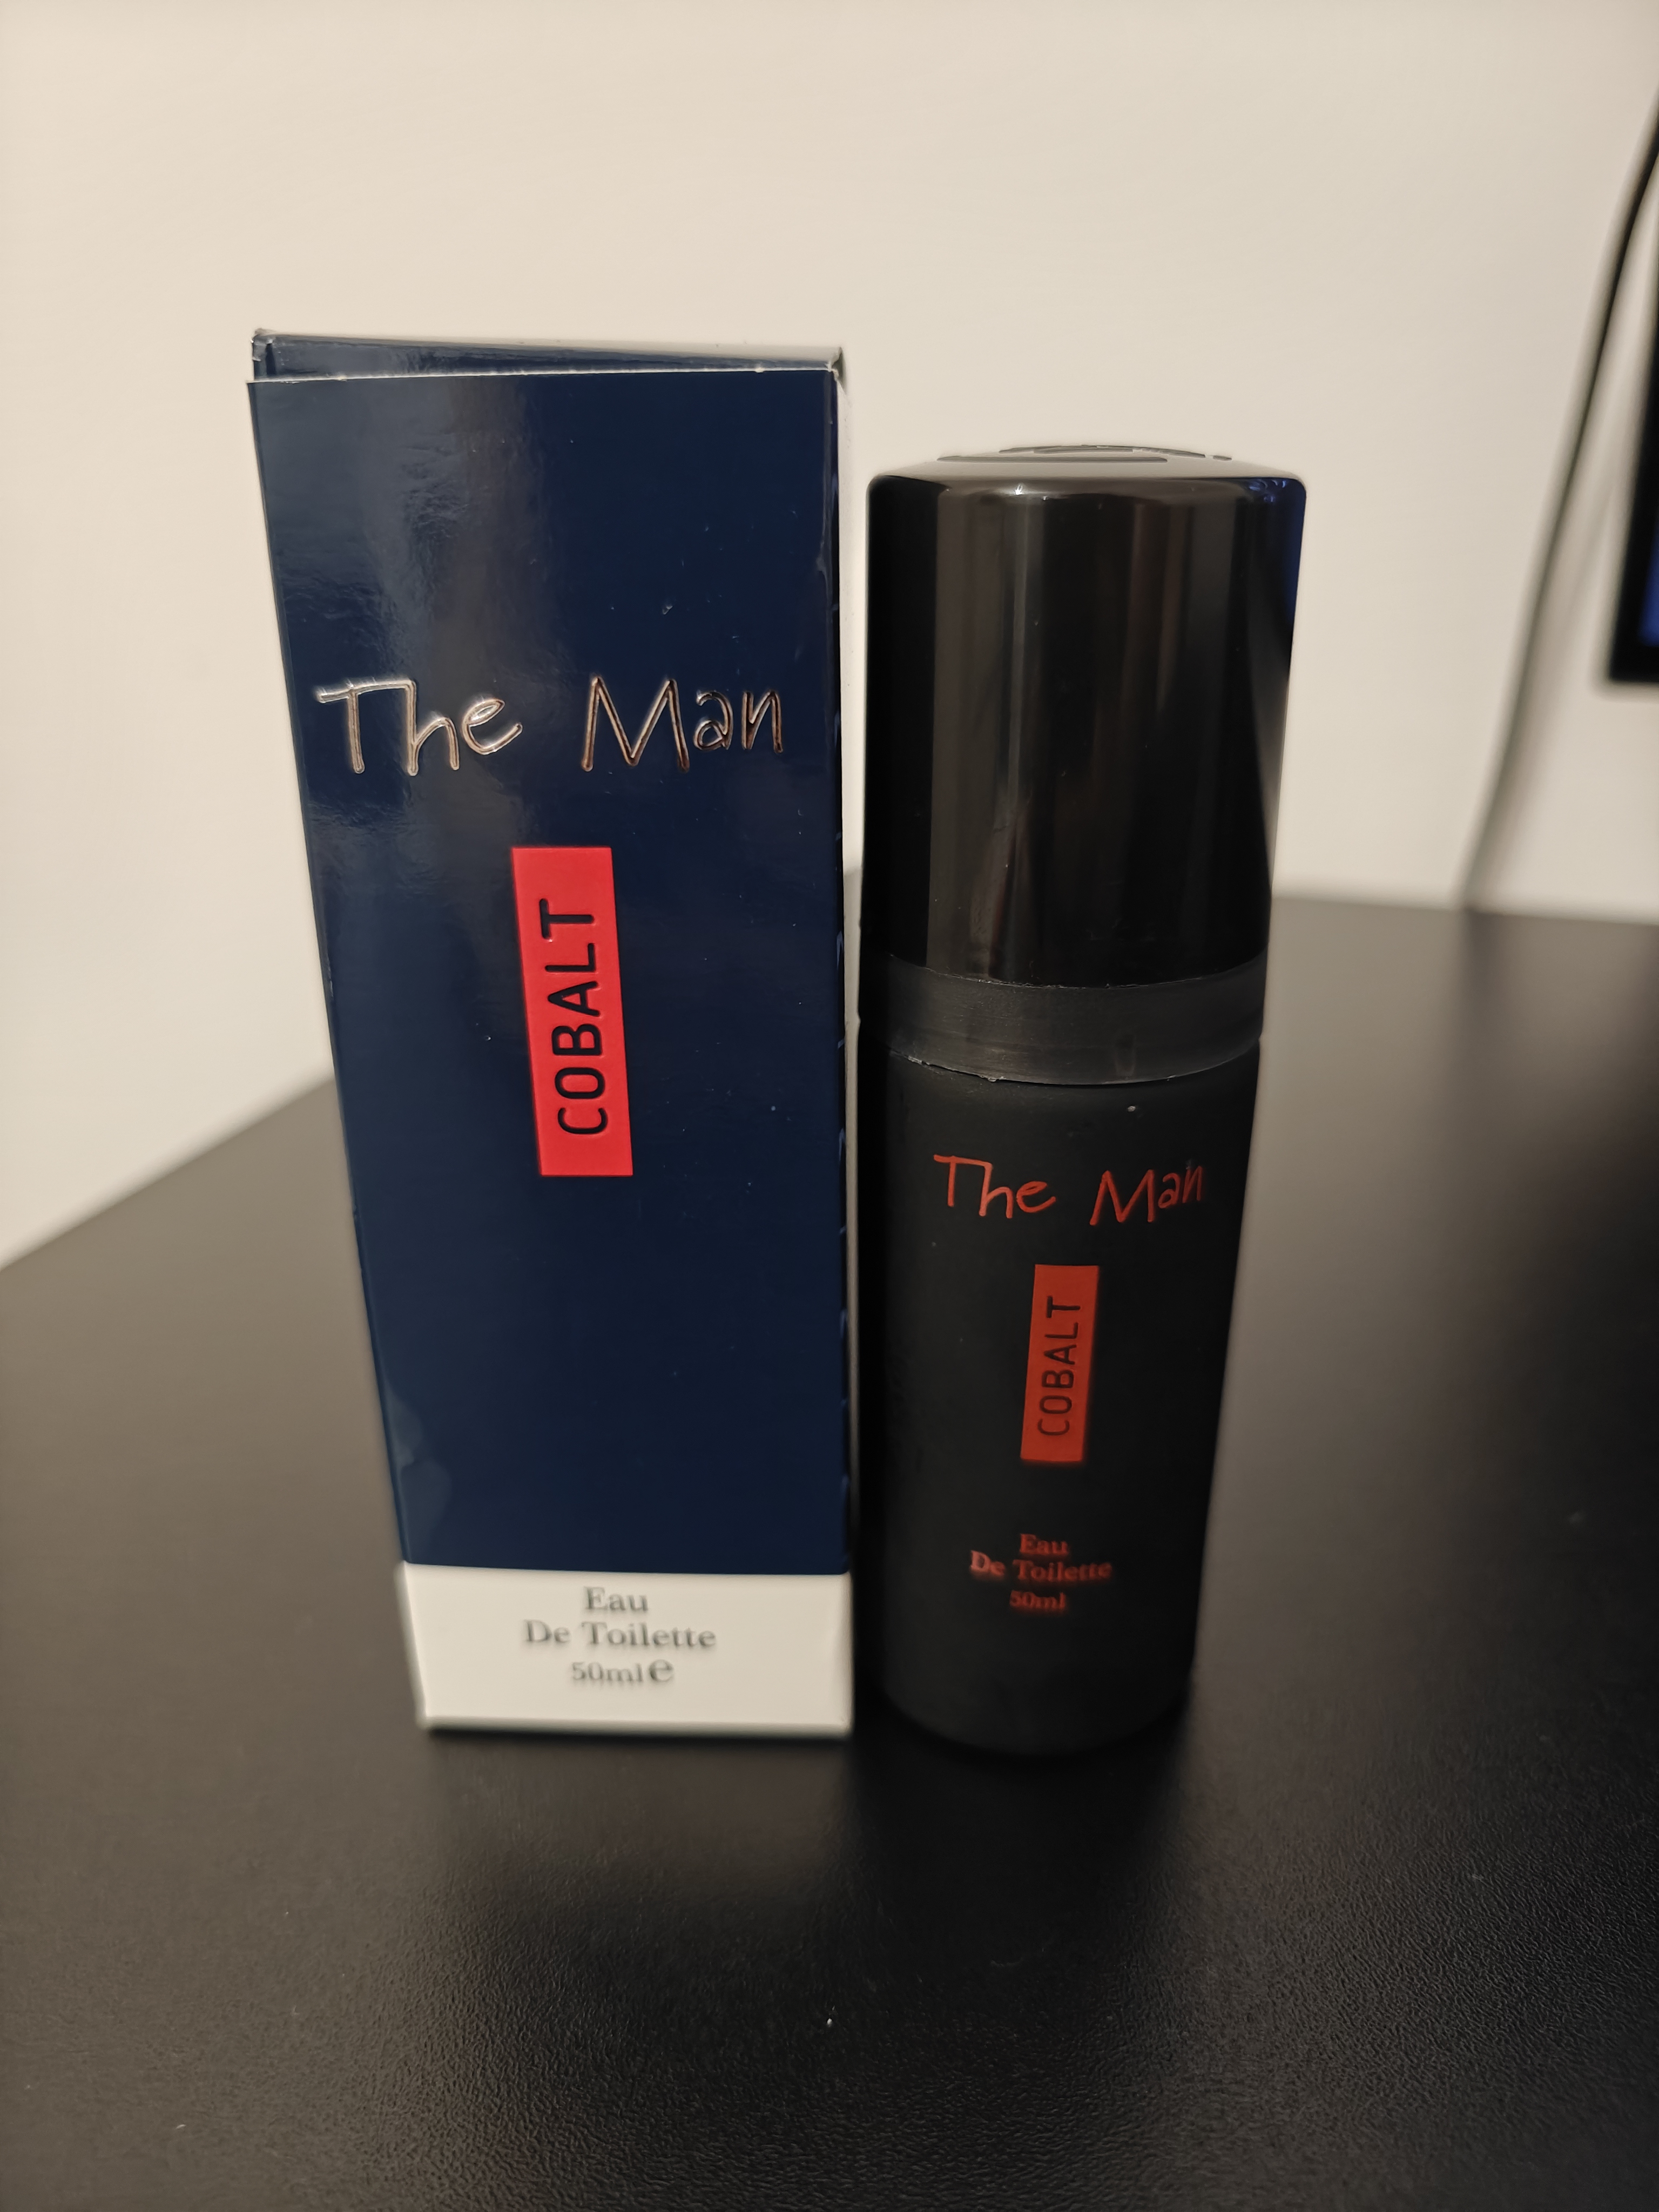 The Man
COBALT
Eau
De Toilette
50ml e
The Man
COBALT
Eau
De Toilette
50ml